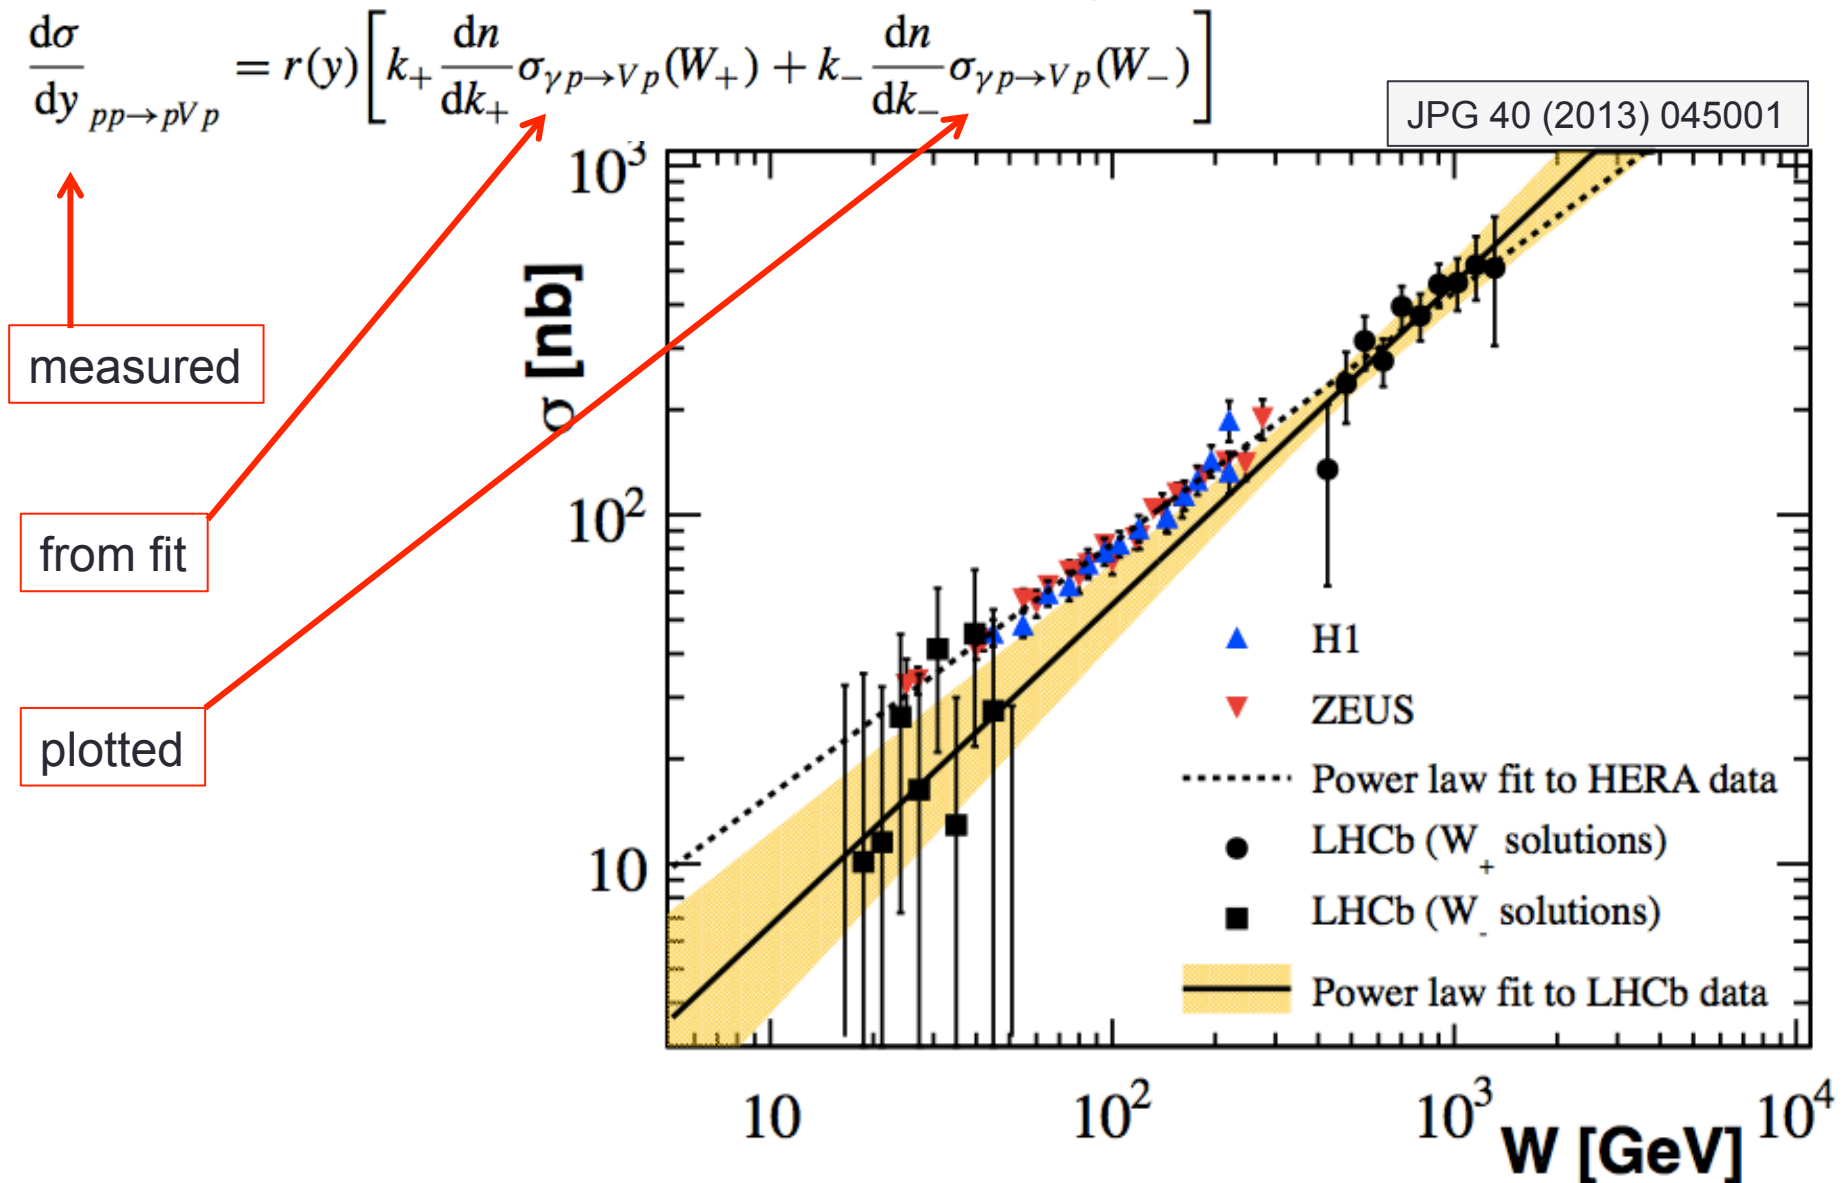 dσ/dy pp→pVp = r(y)[k₊ dn/dk₊ σγp→Vp(W₊) + k₋ dn/dk₋ σγp→Vp(W₋)]
JPG 40 (2013) 045001
measured
from fit
plotted
σ [nb]
10³
10²
10
H1
ZEUS
Power law fit to HERA data
LHCb (W₊ solutions)
LHCb (W₋ solutions)
Power law fit to LHCb data
10 10² 10³ 10⁴
W [GeV]